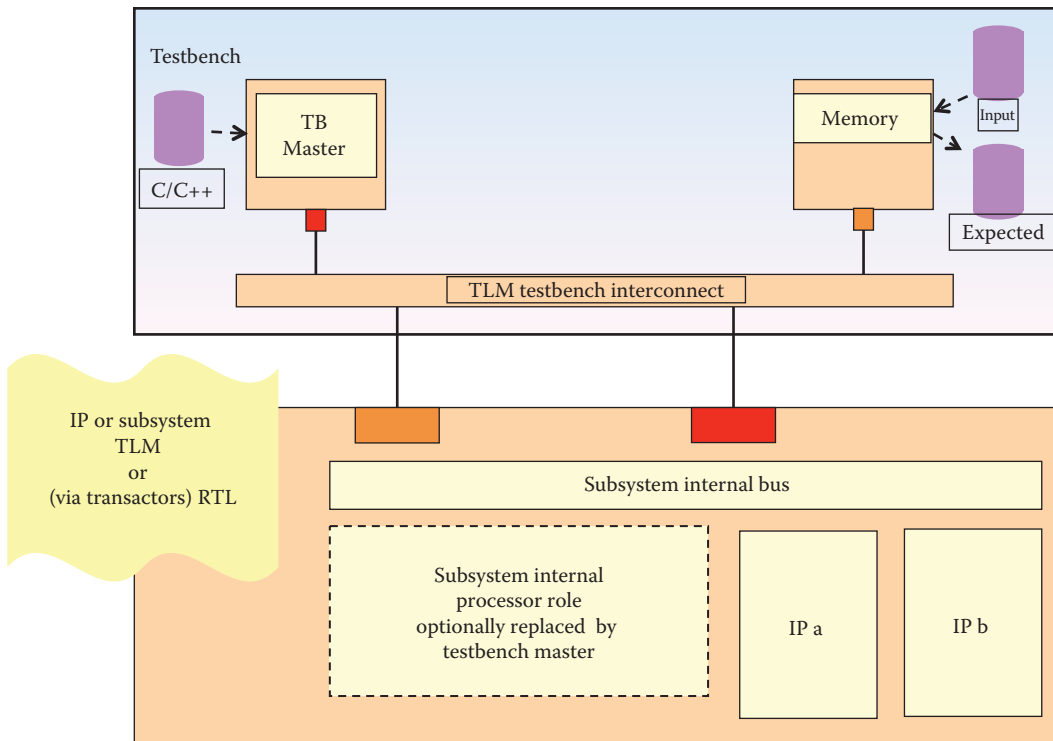 Testbench
TB
Master
C/C++
Memory
Input
Expected
TLM testbench interconnect
IP or subsystem
TLM
or
(via transactors) RTL
Subsystem internal bus
Subsystem internal
processor role
optionally replaced by
testbench master
IP a
IP b